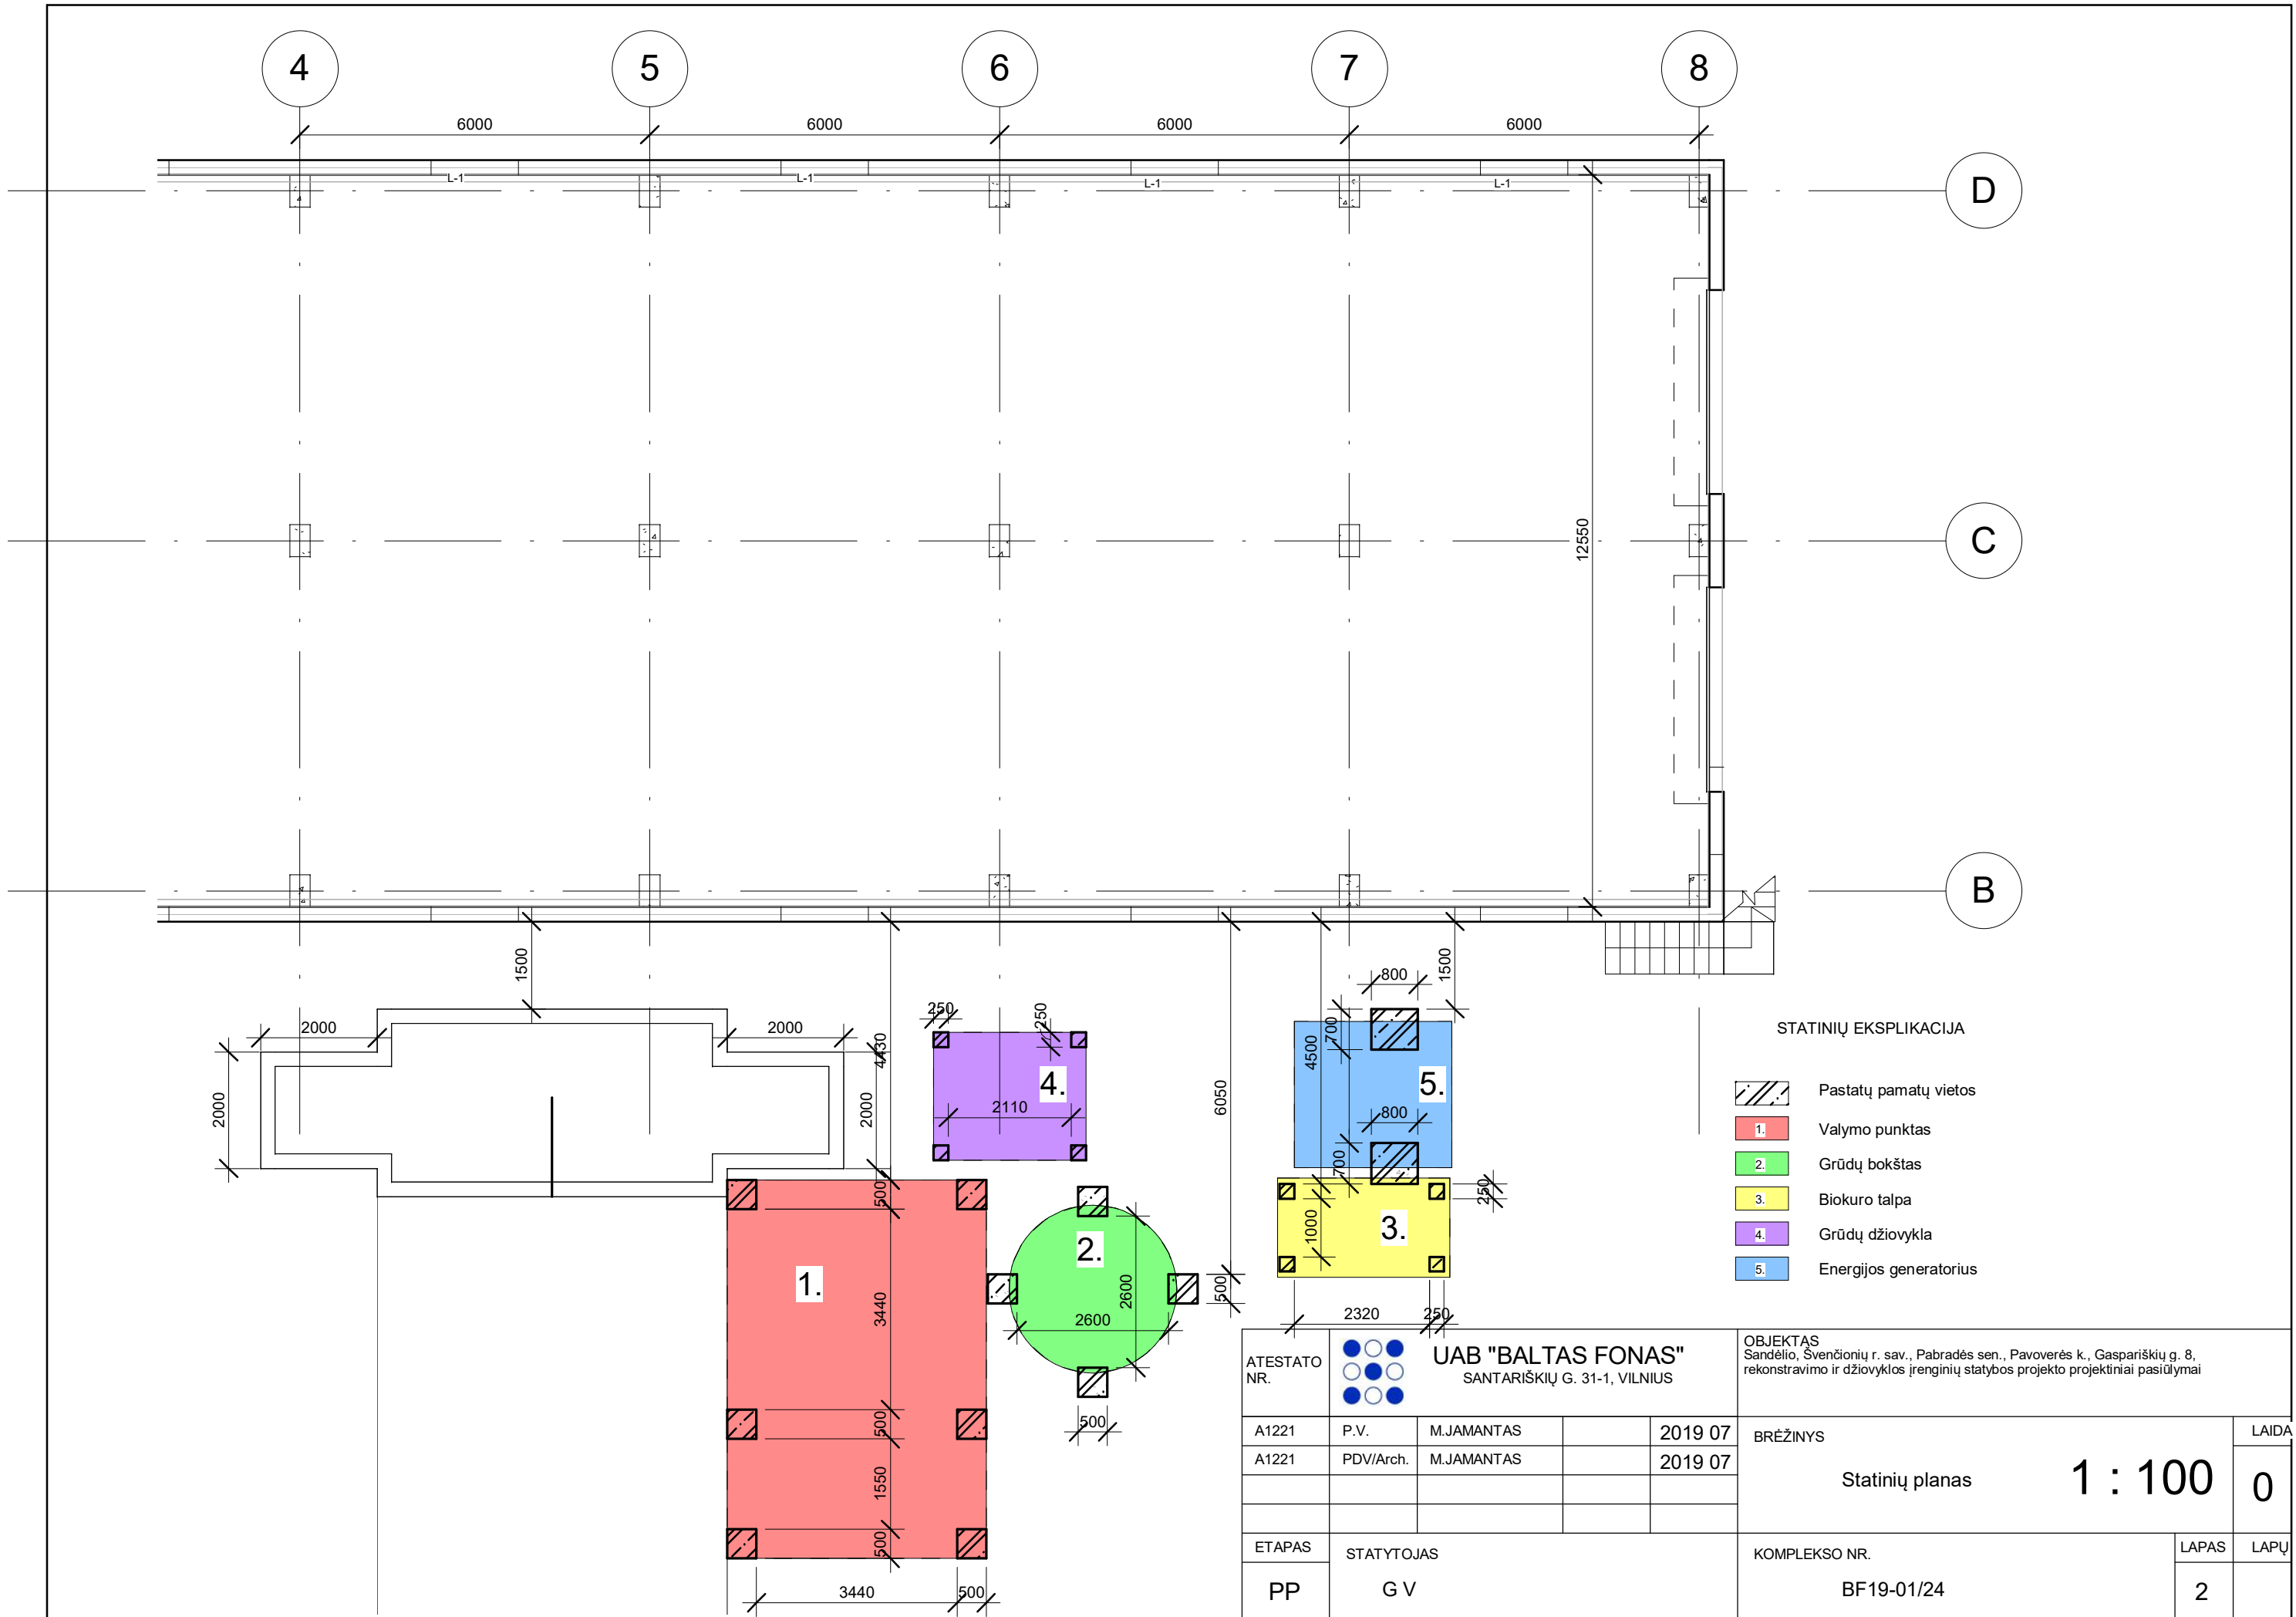 4 5 6 7 8
6000 6000 6000 6000
L-1 L-1 L-1 L-1
D
C
12550
B
1500
4430
6050
4500
1500
800
700
2000 2000
2000
2000
250 250
4.
2110
5.
800
700
STATINIŲ EKSPLIKACIJA
Pastatų pamatų vietos
1. Valymo punktas
2. Grūdų bokštas
3. Biokuro talpa
4. Grūdų džiovykla
5. Energijos generatorius
500
1.
3440
500
1550
500
3440 500
2.
2600
2600
500
500
250
1000
3.
2320 250
ATESTATO
NR.
UAB "BALTAS FONAS"
SANTARIŠKIŲ G. 31-1, VILNIUS
OBJEKTAS
Sandėlio, Švenčionių r. sav., Pabradės sen., Pavoverės k., Gaspariškių g. 8,
rekonstravimo ir džiovyklos įrenginių statybos projekto projektiniai pasiūlymai
A1221 P.V. M.JAMANTAS 2019 07
A1221 PDV/Arch. M.JAMANTAS 2019 07
BRĖŽINYS
Statinių planas 1 : 100
LAIDA
0
ETAPAS
PP
STATYTOJAS
G V
KOMPLEKSO NR.
BF19-01/24
LAPAS LAPŲ
2